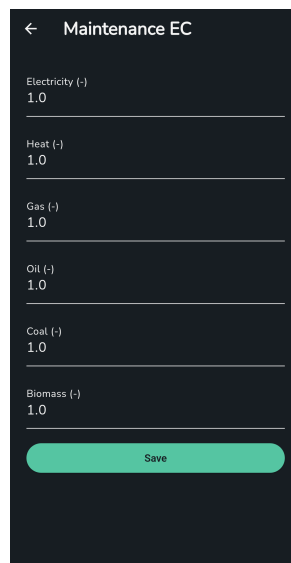 Maintenance EC
Electricity (-)
1.0
Heat (-)
1.0
Gas (-)
1.0
Oil (-)
1.0
Coal (-)
1.0
Biomass (-)
1.0
Save